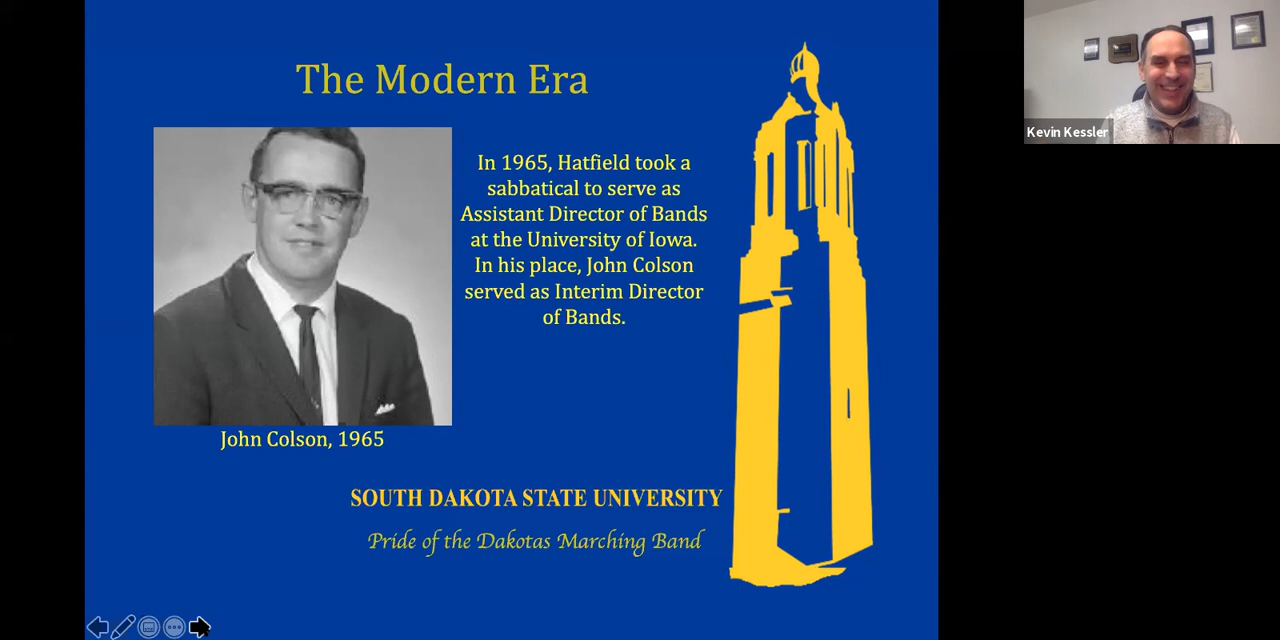 The Modern Era
In 1965, Hatfield took a
sabbatical to serve as
Assistant Director of Bands
at the University of Iowa.
In his place, John Colson
served as Interim Director
of Bands.
John Colson, 1965
SOUTH DAKOTA STATE UNIVERSITY
Pride of the Dakotas Marching Band
Kevin Kessler